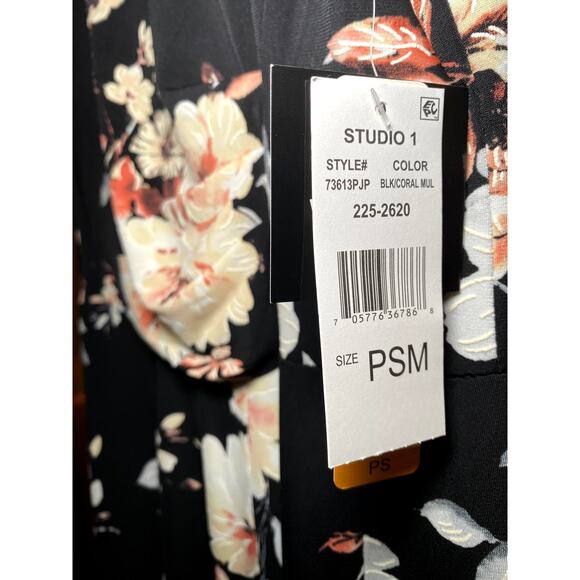 STUDIO 1
STYLE# COLOR
73613PJP BLK/CORAL MUL
225-2620
7 05776 36786 8
SIZE PSM
PS